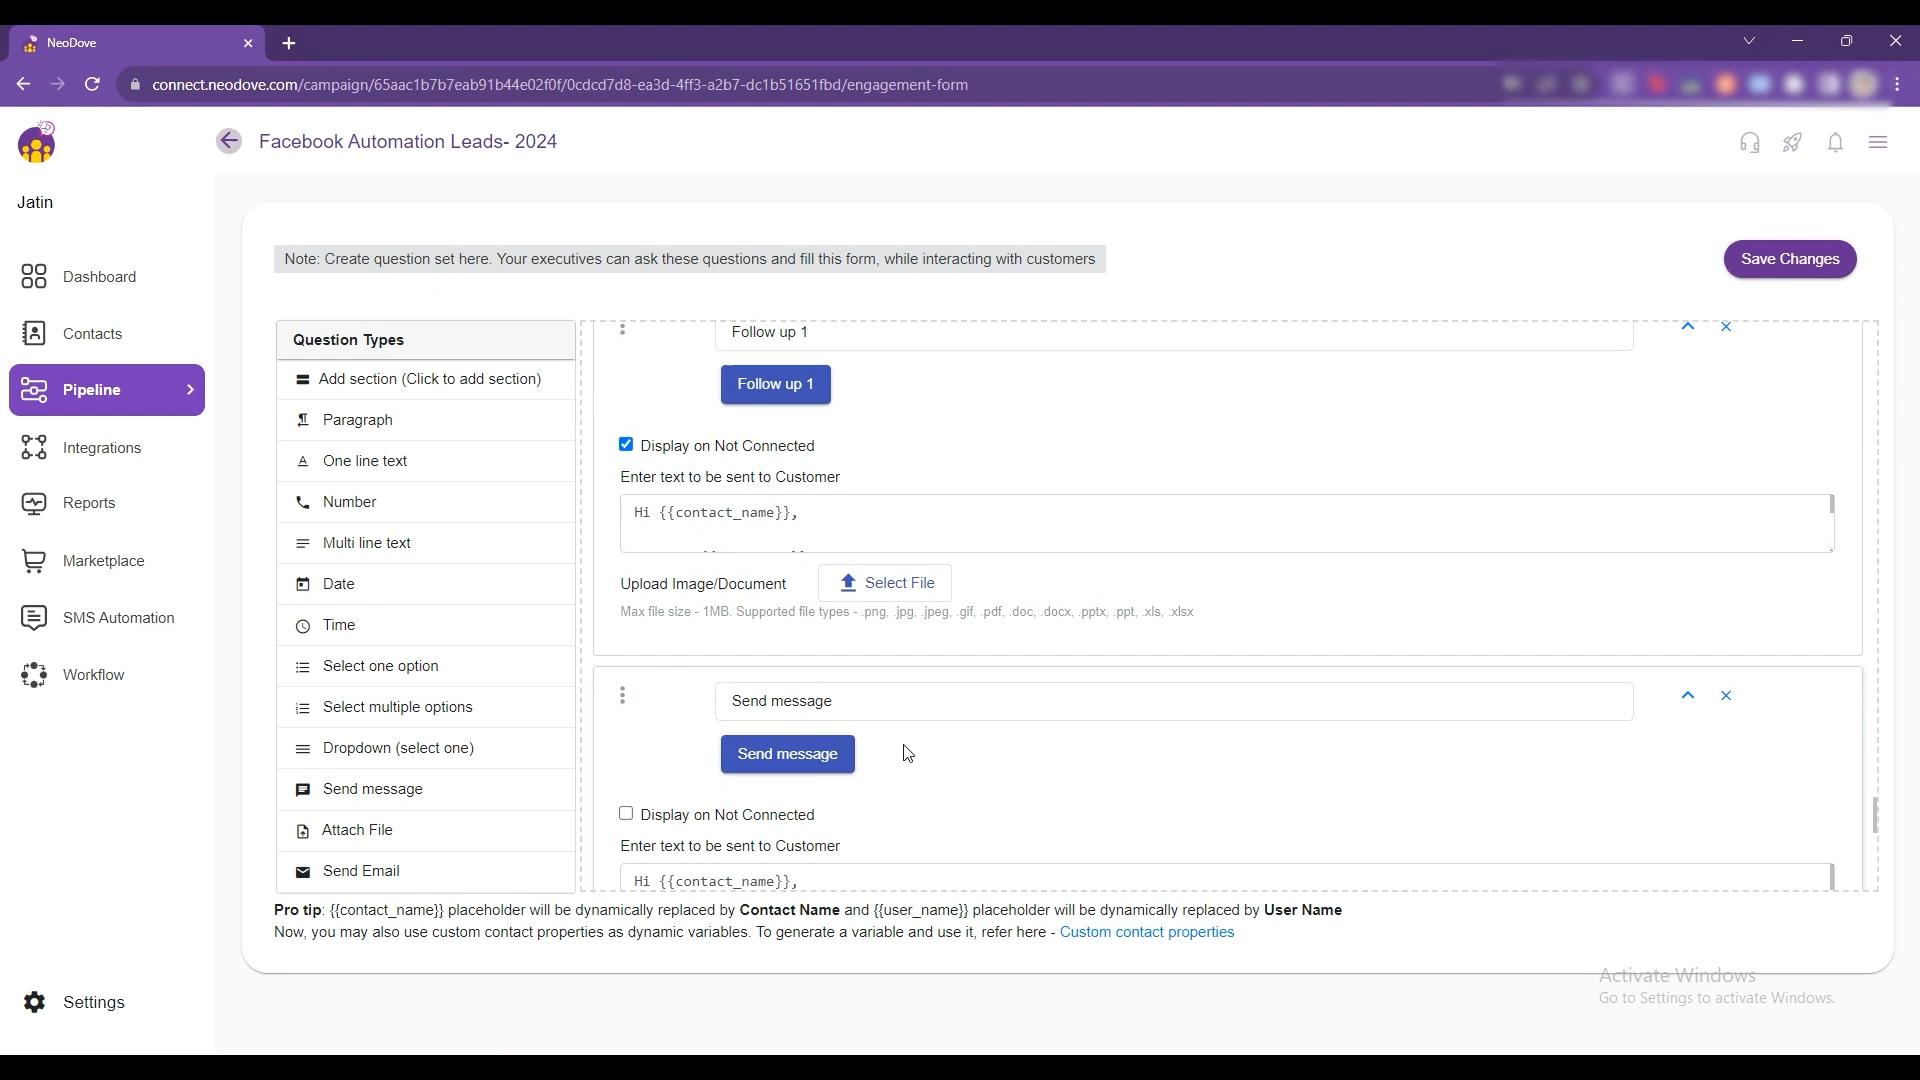 NeoDove
connect.neodove.com/campaign/65aac1b7b7eab91b44e02f0f/0cdcd7d8-ea3d-4ff3-a2b7-dc1b51651fbd/engagement-form
Facebook Automation Leads- 2024
Jatin
Dashboard
Contacts
Pipeline
Integrations
Reports
Marketplace
SMS Automation
Workflow
Settings
Note: Create question set here. Your executives can ask these questions and fill this form, while interacting with customers
Save Changes
Question Types
Add section (Click to add section)
Paragraph
One line text
Number
Multi line text
Date
Time
Select one option
Select multiple options
Dropdown (select one)
Send message
Attach File
Send Email
Follow up 1
Follow up 1
Display on Not Connected
Enter text to be sent to Customer
Hi {{contact_name}},
Upload Image/Document
Select File
Max file size - 1MB. Supported file types - .png, .jpg, .jpeg, .gif, .pdf, .doc, .docx, .pptx, .ppt, .xls, .xlsx
Send message
Send message
Display on Not Connected
Enter text to be sent to Customer
Hi {{contact_name}},
Pro tip: {{contact_name}} placeholder will be dynamically replaced by Contact Name and {{user_name}} placeholder will be dynamically replaced by User Name
Now, you may also use custom contact properties as dynamic variables. To generate a variable and use it, refer here - Custom contact properties
Activate Windows
Go to Settings to activate Windows.